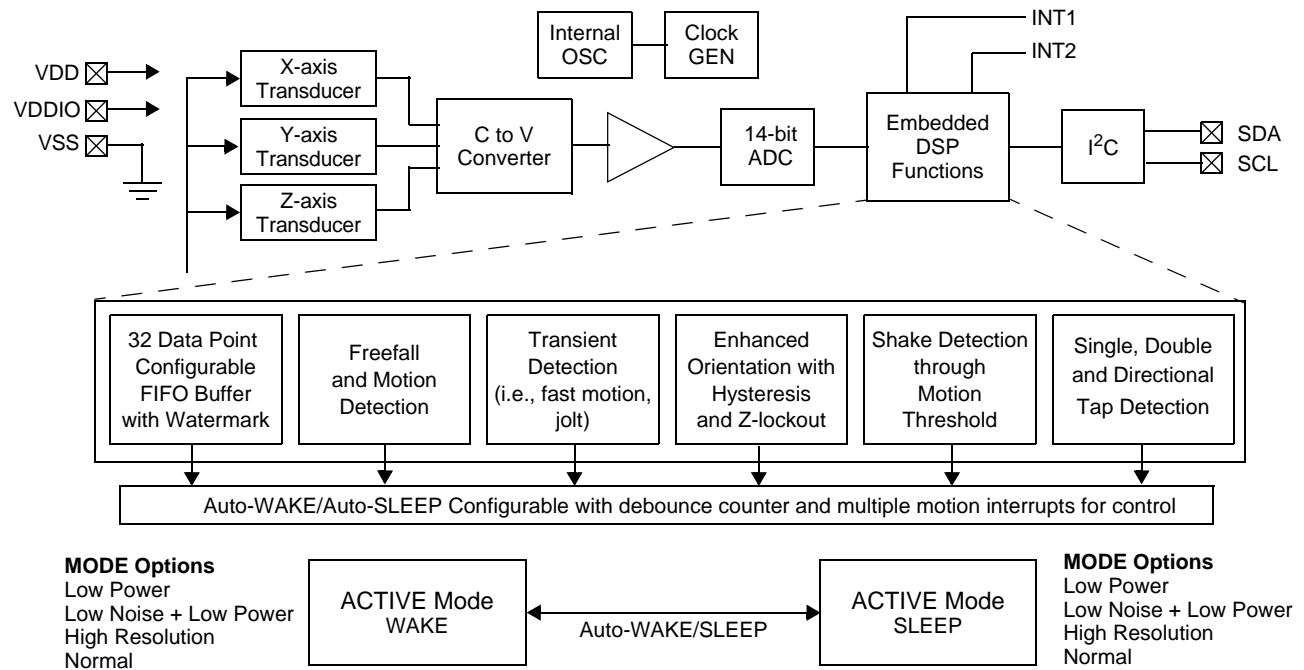 INT1
INT2
Internal
OSC
Clock
GEN
VDD
VDDIO
VSS
X-axis
Transducer
Y-axis
Transducer
Z-axis
Transducer
C to V
Converter
14-bit
ADC
Embedded
DSP
Functions
I²C
SDA
SCL
32 Data Point
Configurable
FIFO Buffer
with Watermark
Freefall
and Motion
Detection
Transient
Detection
(i.e., fast motion,
jolt)
Enhanced
Orientation with
Hysteresis
and Z-lockout
Shake Detection
through
Motion
Threshold
Single, Double
and Directional
Tap Detection
Auto-WAKE/Auto-SLEEP Configurable with debounce counter and multiple motion interrupts for control
MODE Options
Low Power
Low Noise + Low Power
High Resolution
Normal
ACTIVE Mode
WAKE
Auto-WAKE/SLEEP
ACTIVE Mode
SLEEP
MODE Options
Low Power
Low Noise + Low Power
High Resolution
Normal